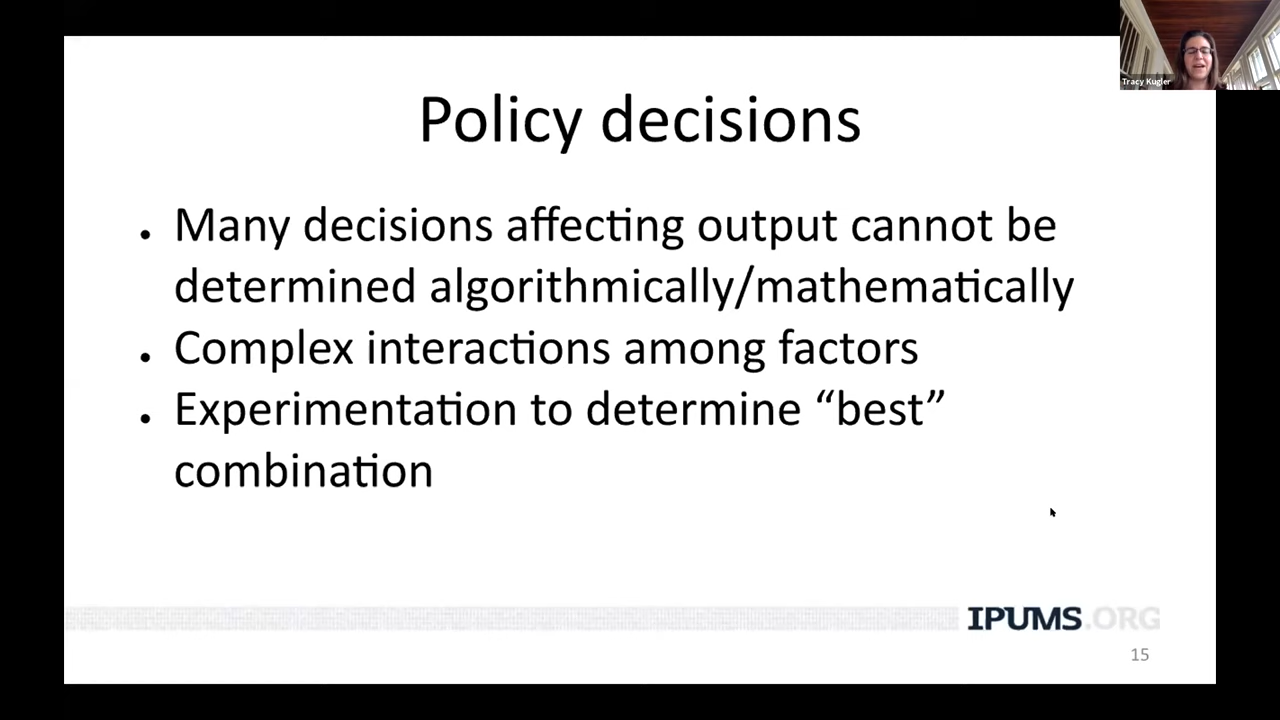 Tracy Kugler
Policy decisions
• Many decisions affecting output cannot be
determined algorithmically/mathematically
• Complex interactions among factors
• Experimentation to determine “best”
combination
IPUMS.ORG
15